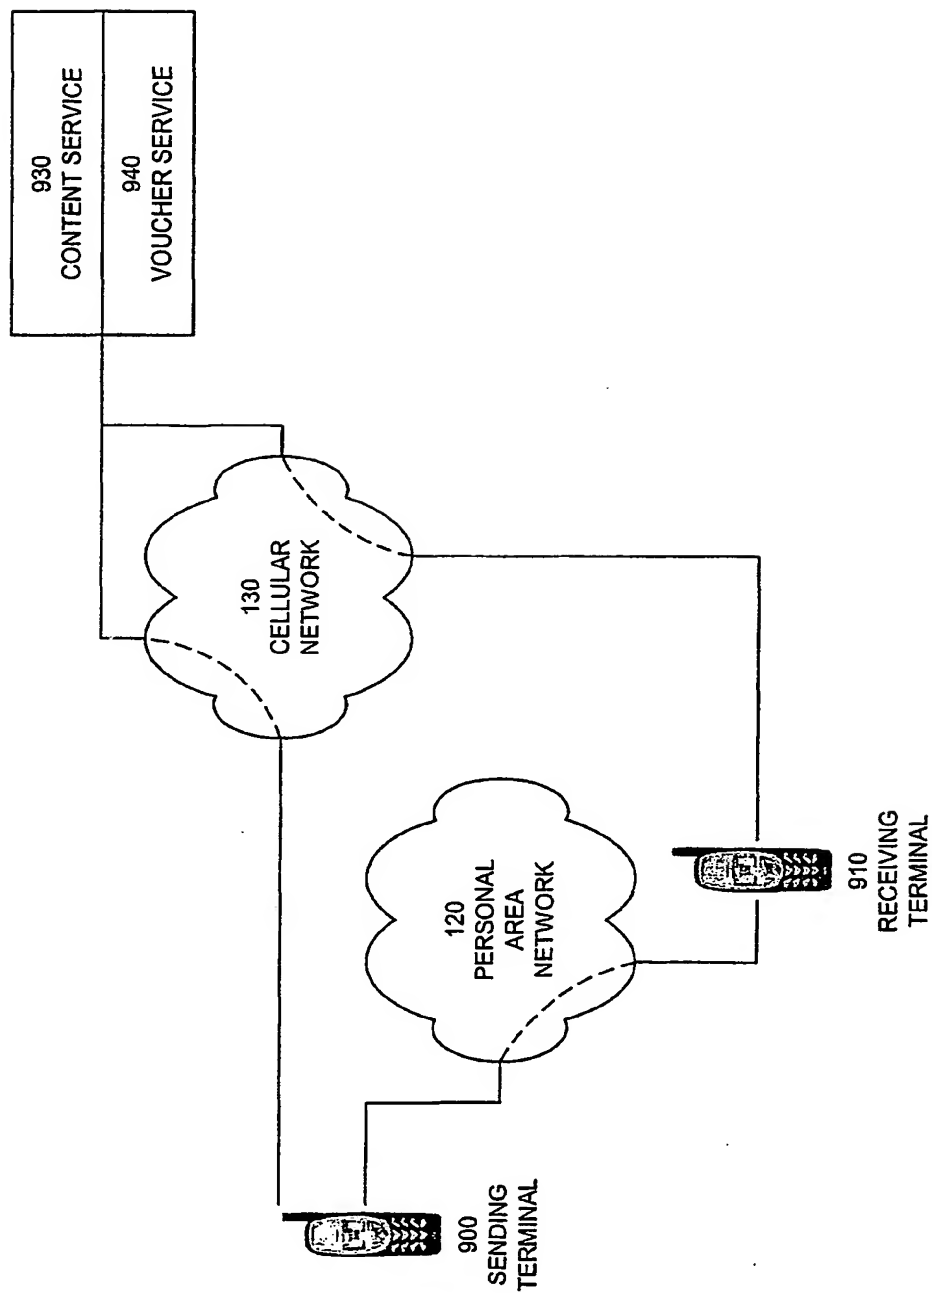 930
CONTENT SERVICE
940
VOUCHER SERVICE
130
CELLULAR
NETWORK
120
PERSONAL
AREA
NETWORK
900
SENDING
TERMINAL
910
RECEIVING
TERMINAL